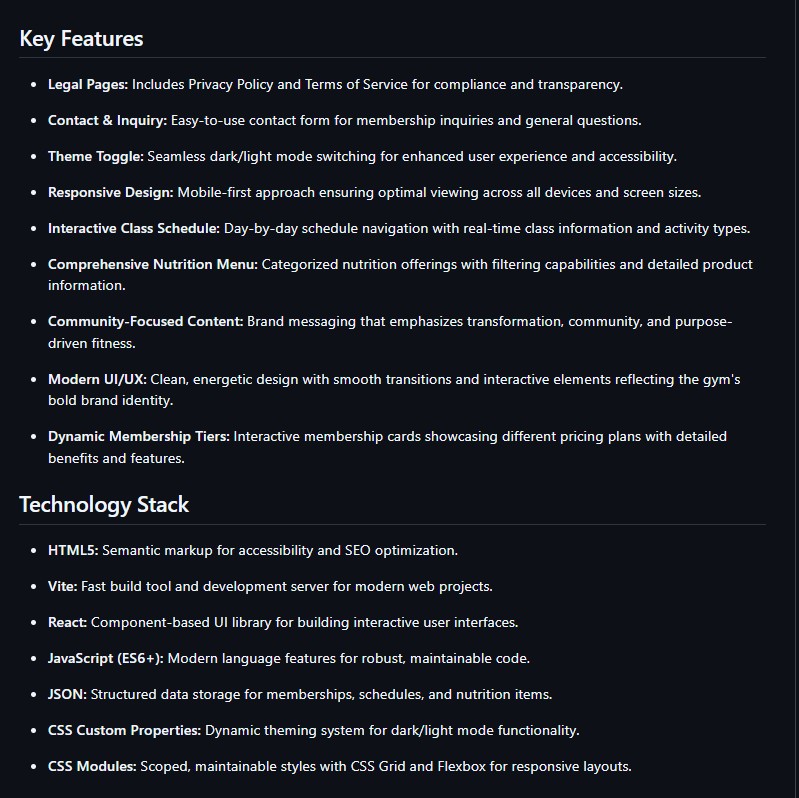 Key Features
Legal Pages: Includes Privacy Policy and Terms of Service for compliance and transparency.
Contact & Inquiry: Easy-to-use contact form for membership inquiries and general questions.
Theme Toggle: Seamless dark/light mode switching for enhanced user experience and accessibility.
Responsive Design: Mobile-first approach ensuring optimal viewing across all devices and screen sizes.
Interactive Class Schedule: Day-by-day schedule navigation with real-time class information and activity types.
Comprehensive Nutrition Menu: Categorized nutrition offerings with filtering capabilities and detailed product
information.
Community-Focused Content: Brand messaging that emphasizes transformation, community, and purpose-
driven fitness.
Modern UI/UX: Clean, energetic design with smooth transitions and interactive elements reflecting the gym's
bold brand identity.
Dynamic Membership Tiers: Interactive membership cards showcasing different pricing plans with detailed
benefits and features.
Technology Stack
HTML5: Semantic markup for accessibility and SEO optimization.
Vite: Fast build tool and development server for modern web projects.
React: Component-based UI library for building interactive user interfaces.
JavaScript (ES6+): Modern language features for robust, maintainable code.
JSON: Structured data storage for memberships, schedules, and nutrition items.
CSS Custom Properties: Dynamic theming system for dark/light mode functionality.
CSS Modules: Scoped, maintainable styles with CSS Grid and Flexbox for responsive layouts.